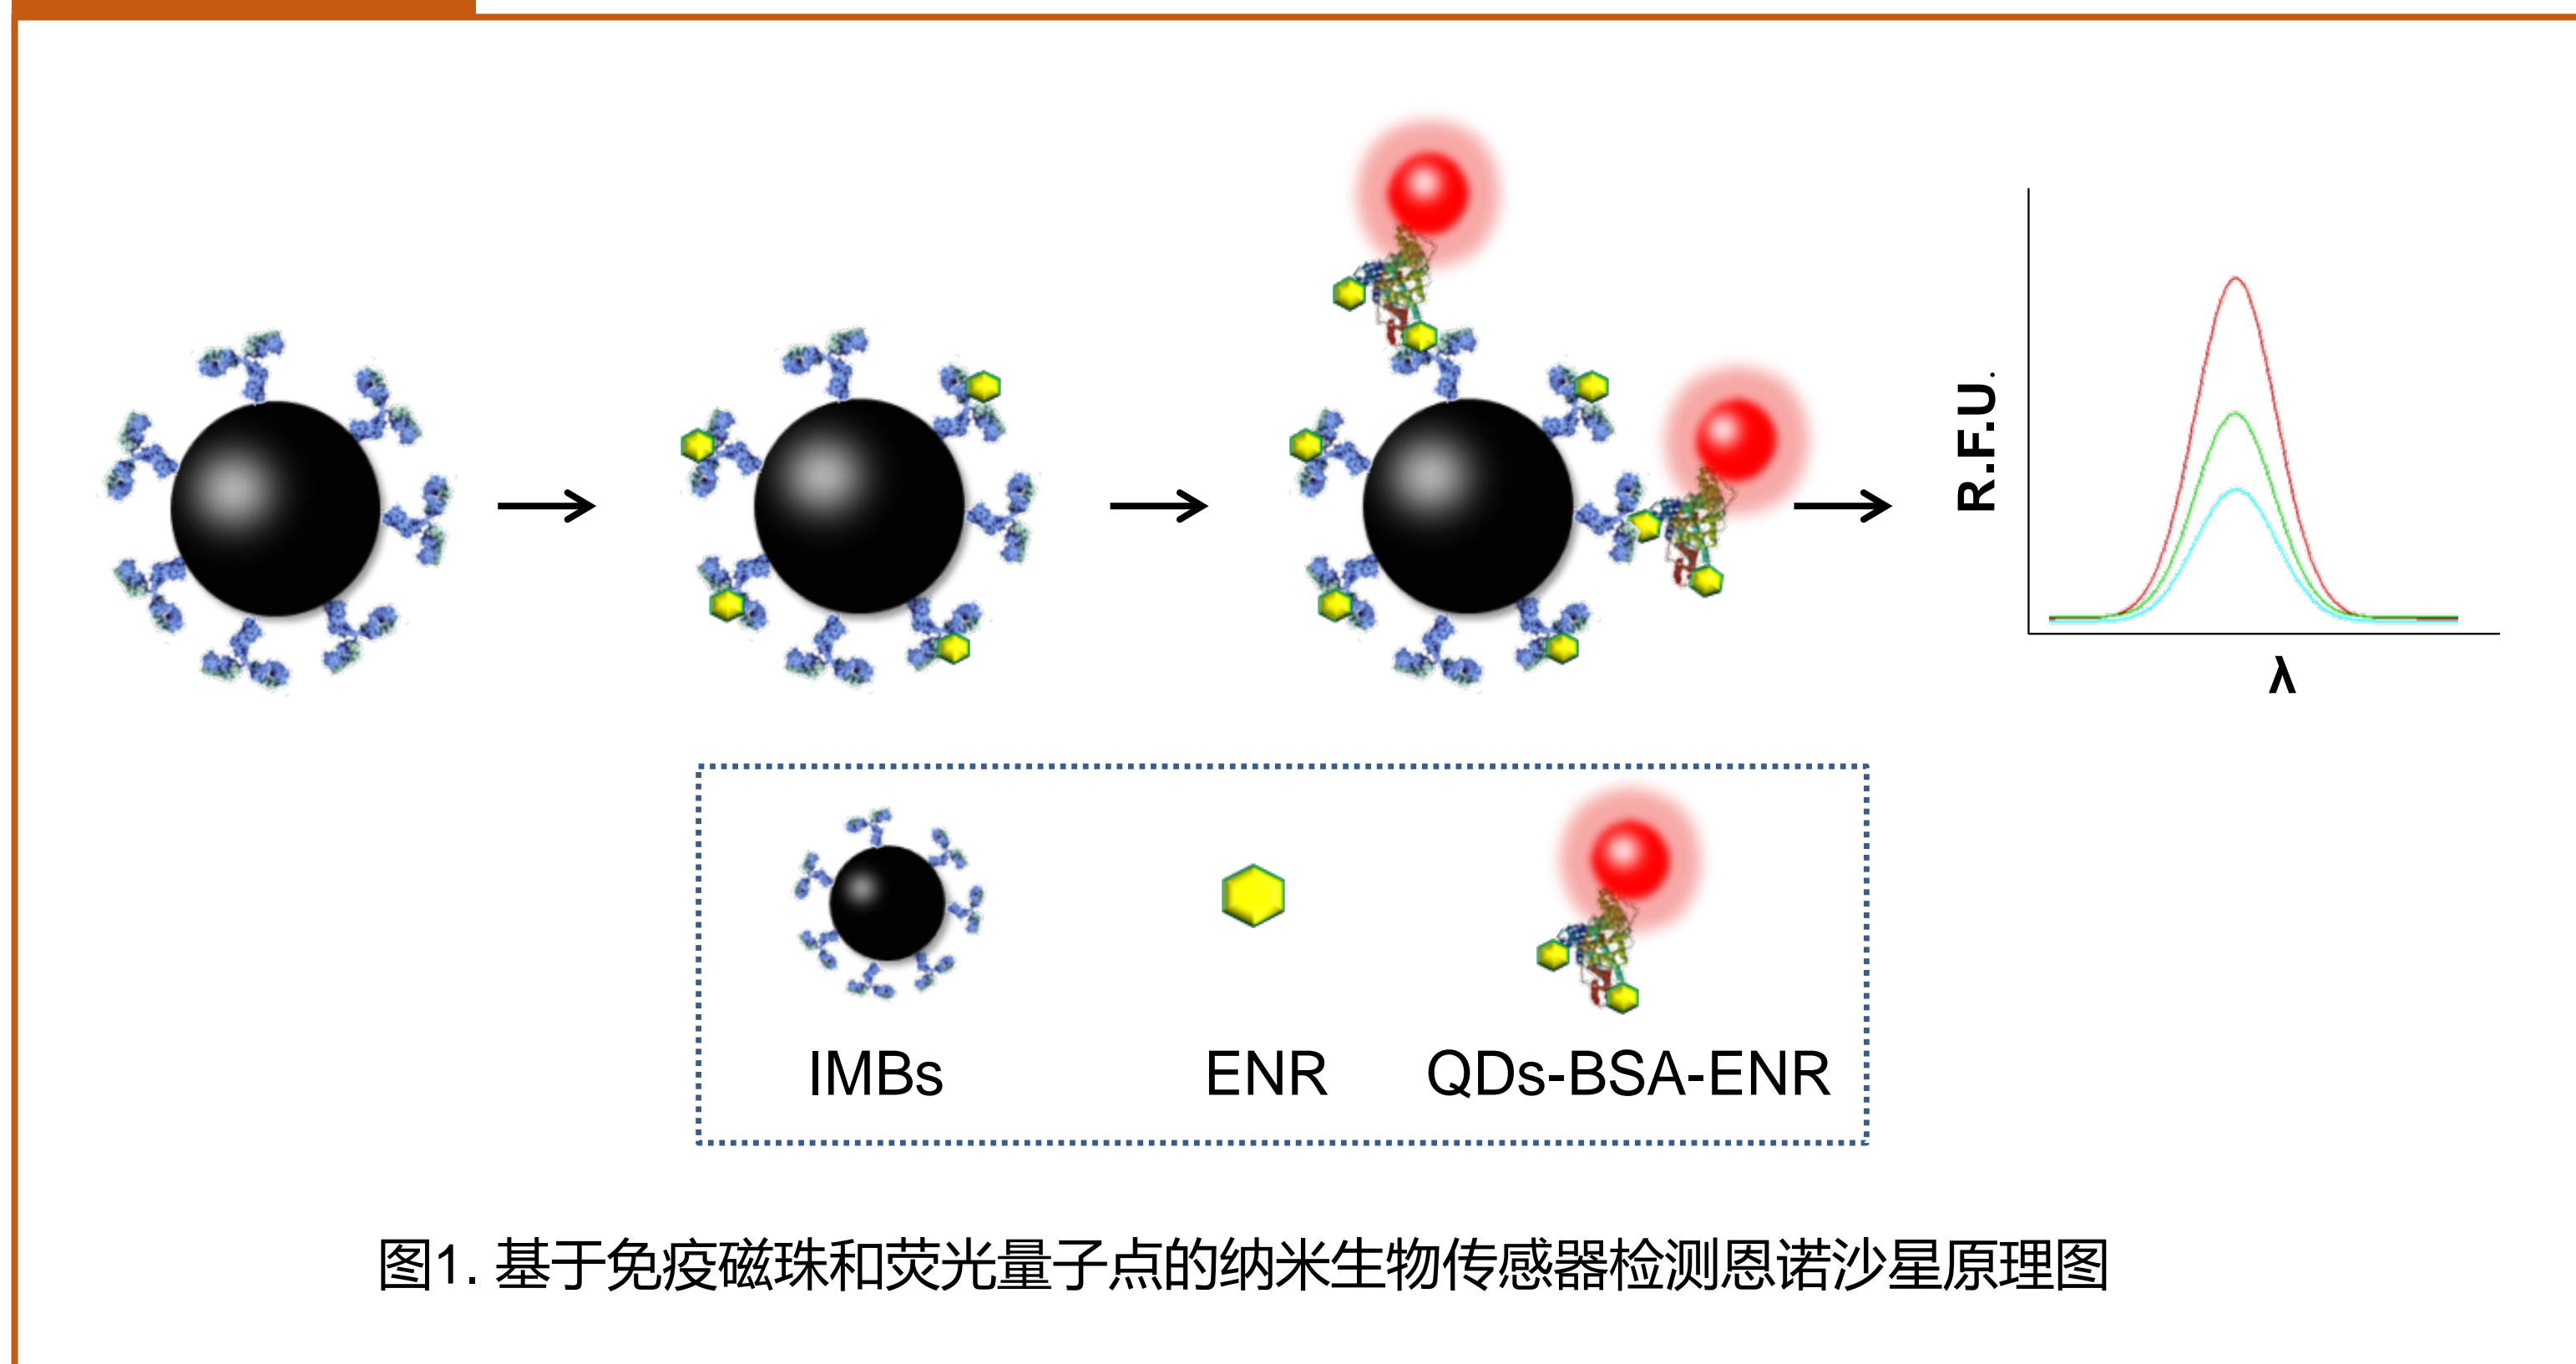 R.F.U.
λ
IMBs
ENR
QDs-BSA-ENR
图1. 基于免疫磁珠和荧光量子点的纳米生物传感器检测恩诺沙星原理图